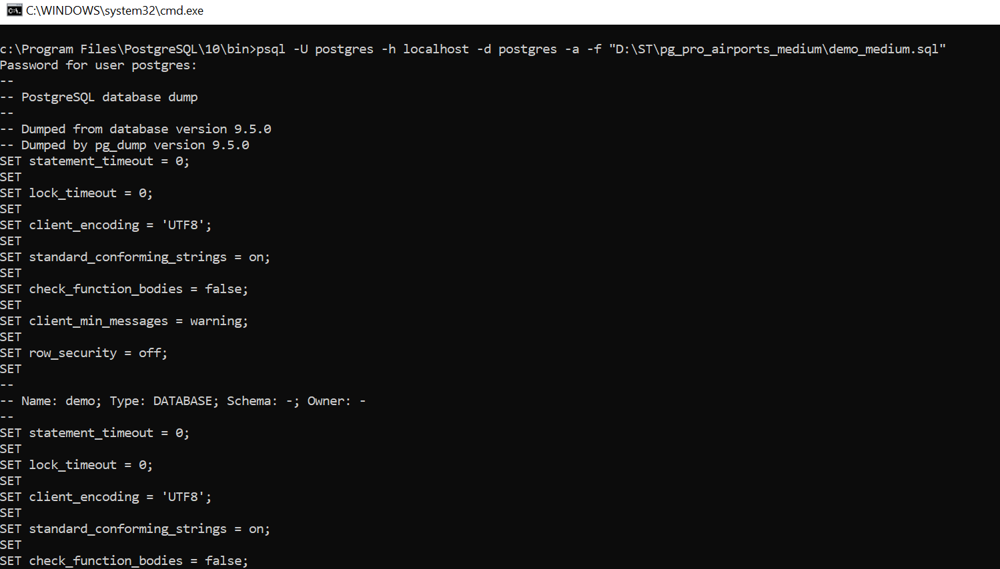 C:\WINDOWS\system32\cmd.exe
c:\Program Files\PostgreSQL\10\bin>psql -U postgres -h localhost -d postgres -a -f "D:\ST\pg_pro_airports_medium\demo_medium.sql"
Password for user postgres:
--
-- PostgreSQL database dump
--
-- Dumped from database version 9.5.0
-- Dumped by pg_dump version 9.5.0
SET statement_timeout = 0;
SET
SET lock_timeout = 0;
SET
SET client_encoding = 'UTF8';
SET
SET standard_conforming_strings = on;
SET
SET check_function_bodies = false;
SET
SET client_min_messages = warning;
SET
SET row_security = off;
SET
--
-- Name: demo; Type: DATABASE; Schema: -; Owner: -
--
SET statement_timeout = 0;
SET
SET lock_timeout = 0;
SET
SET client_encoding = 'UTF8';
SET
SET standard_conforming_strings = on;
SET
SET check_function_bodies = false;